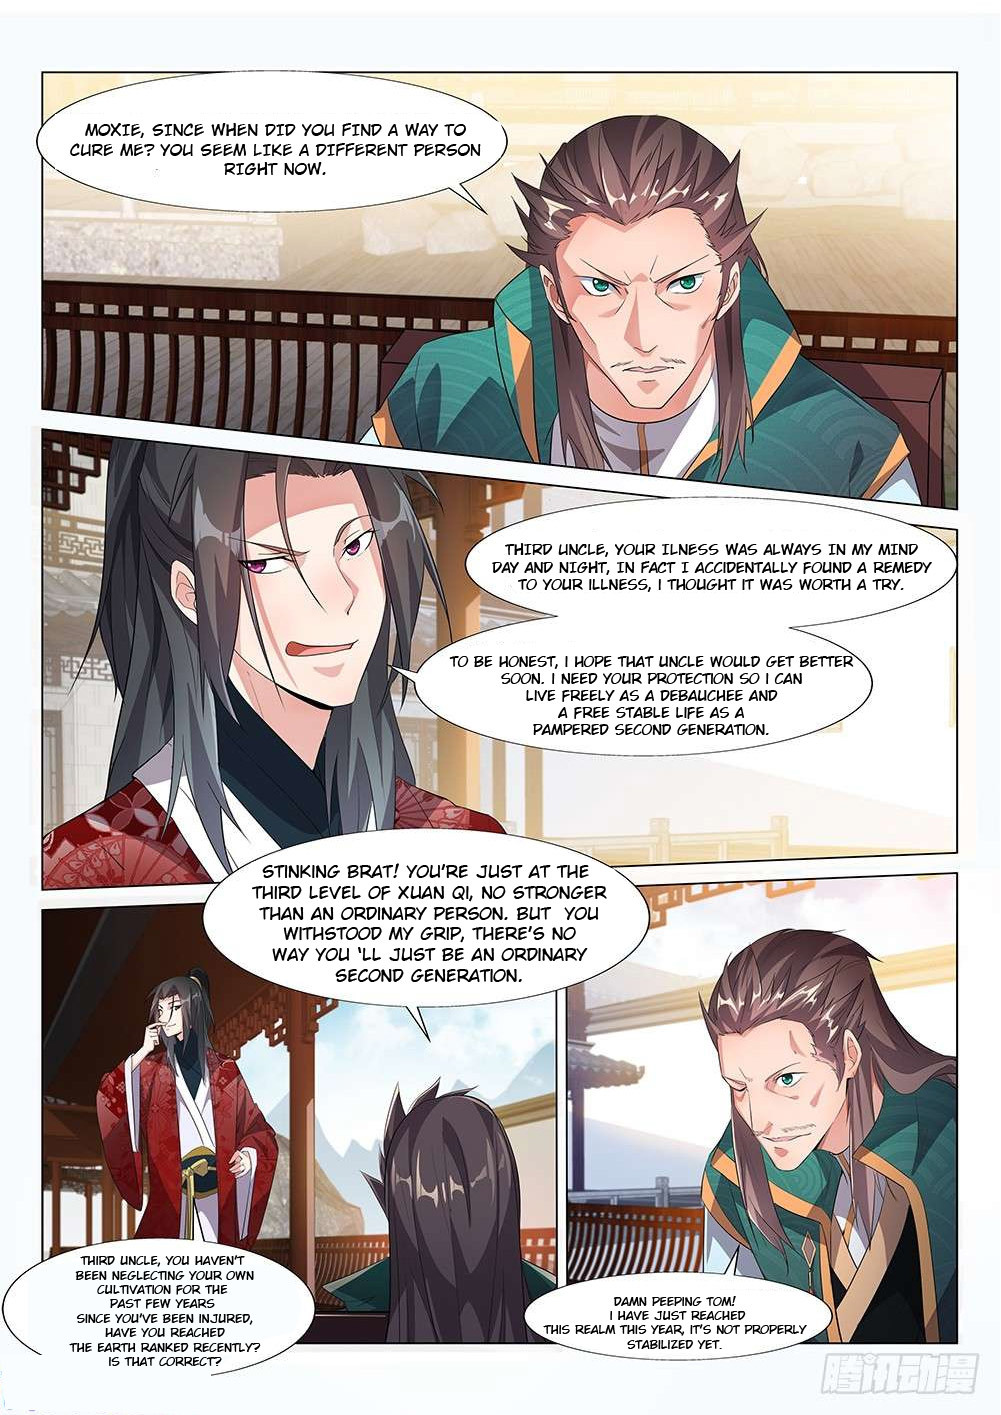 MOXIE, SINCE WHEN DID YOU FIND A WAY TO
CURE ME? YOU SEEM LIKE A DIFFERENT PERSON
RIGHT NOW.
THIRD UNCLE, YOUR ILNESS WAS ALWAYS IN MY MIND
DAY AND NIGHT, IN FACT I ACCIDENTALLY FOUND A REMEDY
TO YOUR ILLNESS, I THOUGHT IT WAS WORTH A TRY.
TO BE HONEST, I HOPE THAT UNCLE WOULD GET BETTER
SOON. I NEED YOUR PROTECTION SO I CAN
LIVE FREELY AS A DEBAUCHEE AND
A FREE STABLE LIFE AS A
PAMPERED SECOND GENERATION.
STINKING BRAT! YOU'RE JUST AT THE
THIRD LEVEL OF XUAN QI, NO STRONGER
THAN AN ORDINARY PERSON. BUT YOU
WITHSTOOD MY GRIP, THERE'S NO
WAY YOU 'LL JUST BE AN ORDINARY
SECOND GENERATION.
THIRD UNCLE, YOU HAVEN'T
BEEN NEGLECTING YOUR OWN
CULTIVATION FOR THE
PAST FEW YEARS
SINCE YOU'VE BEEN INJURED,
HAVE YOU REACHED
THE EARTH RANKED RECENTLY?
IS THAT CORRECT?
DAMN PEEPING TOM!
I HAVE JUST REACHED
THIS REALM THIS YEAR, IT'S NOT PROPERLY
STABILIZED YET.
腾讯动漫